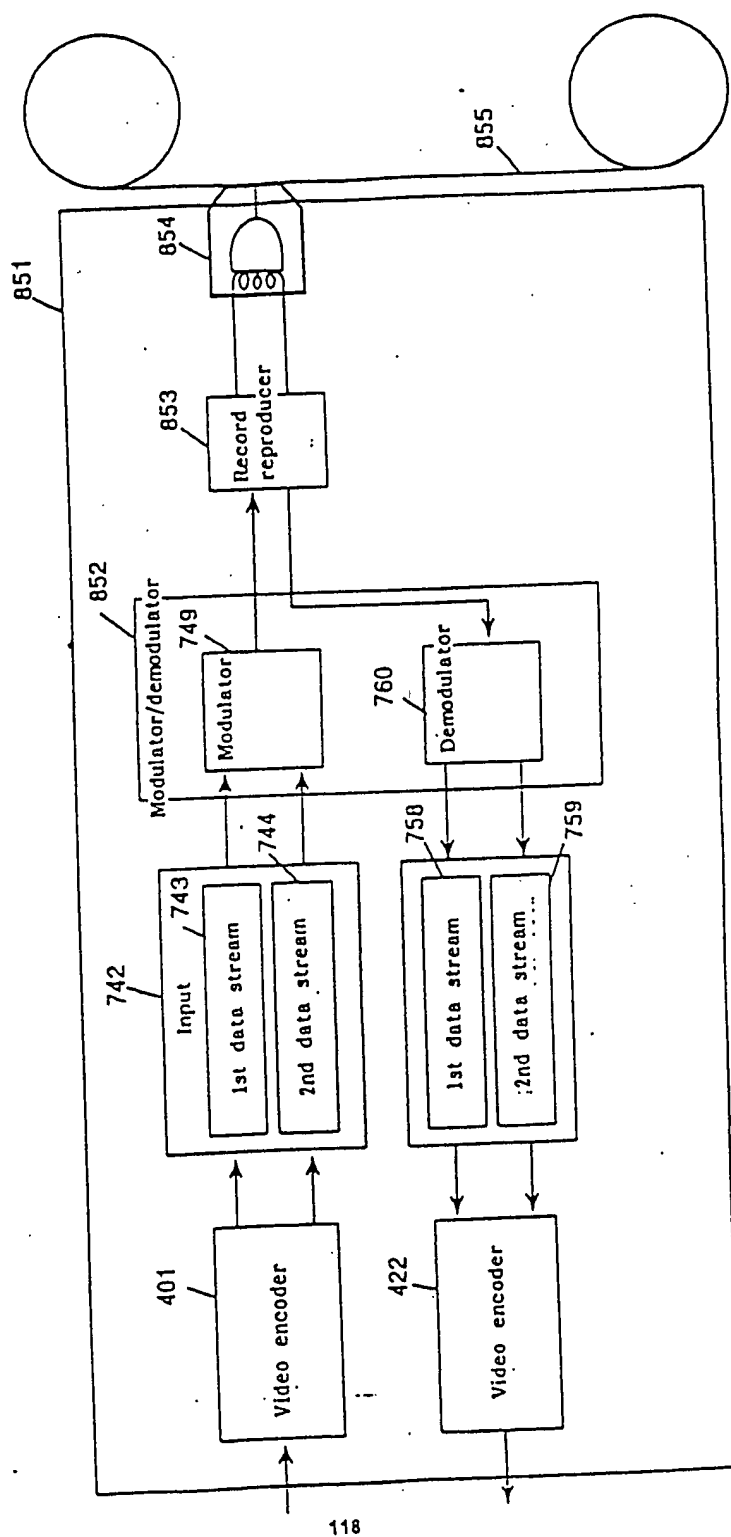 851
852
Modulator/demodulator
742
743
Input
1st data stream
744
2nd data stream
401
Video encoder
749
Modulator
853
Record
reproducer
854
855
422
Video encoder
758
1st data stream
759
2nd data stream
760
Demodulator
118